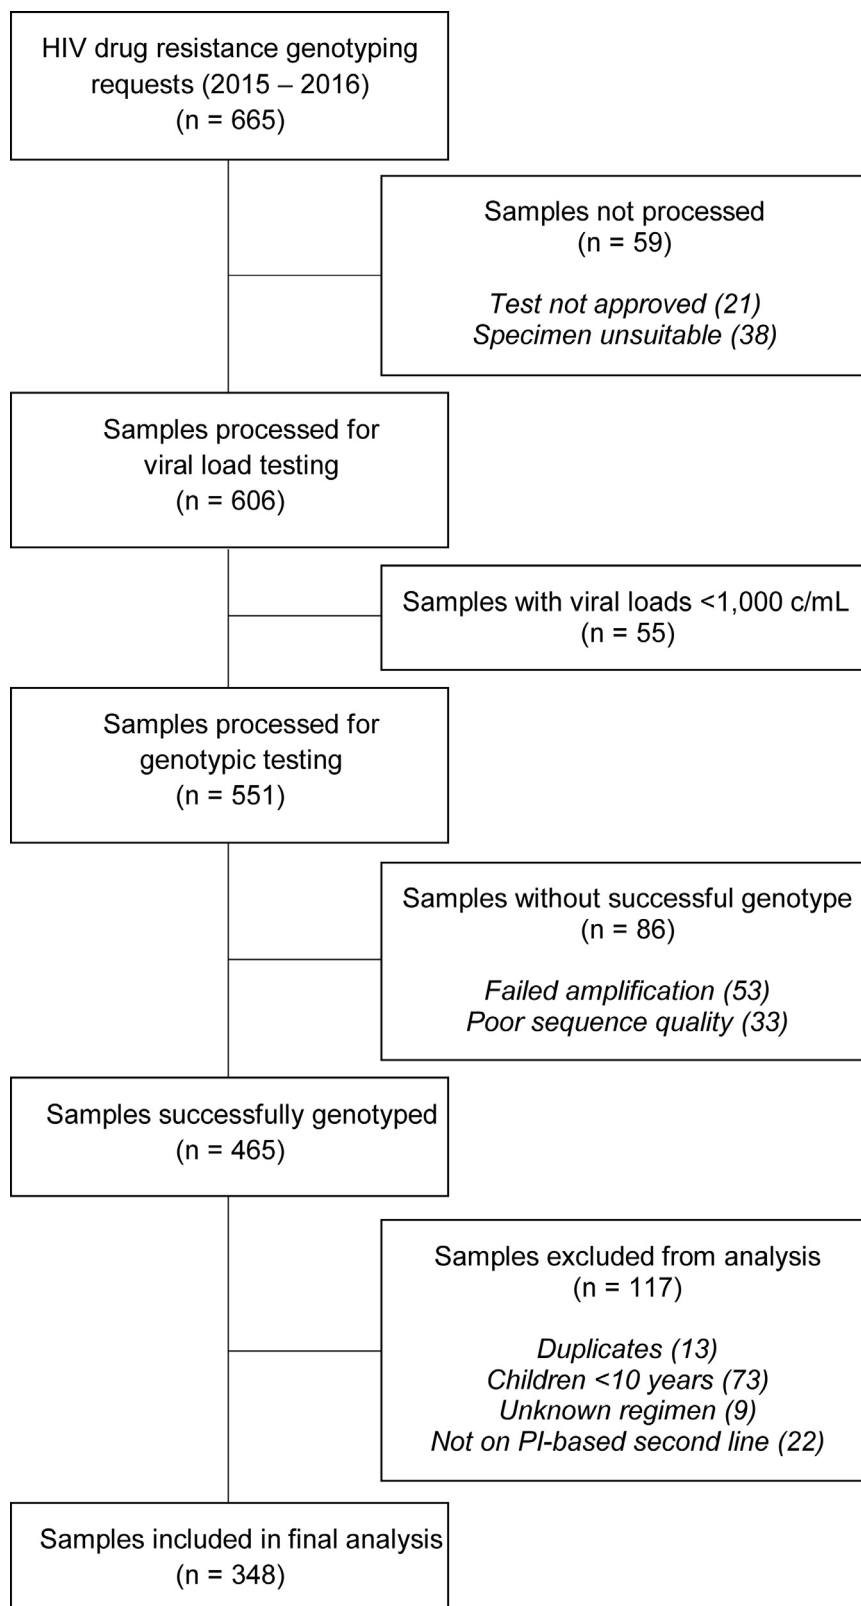 HIV drug resistance genotyping
requests (2015 – 2016)
(n = 665)
Samples not processed
(n = 59)
Test not approved (21)
Specimen unsuitable (38)
Samples processed for
viral load testing
(n = 606)
Samples with viral loads <1,000 c/mL
(n = 55)
Samples processed for
genotypic testing
(n = 551)
Samples without successful genotype
(n = 86)
Failed amplification (53)
Poor sequence quality (33)
Samples successfully genotyped
(n = 465)
Samples excluded from analysis
(n = 117)
Duplicates (13)
Children <10 years (73)
Unknown regimen (9)
Not on PI-based second line (22)
Samples included in final analysis
(n = 348)